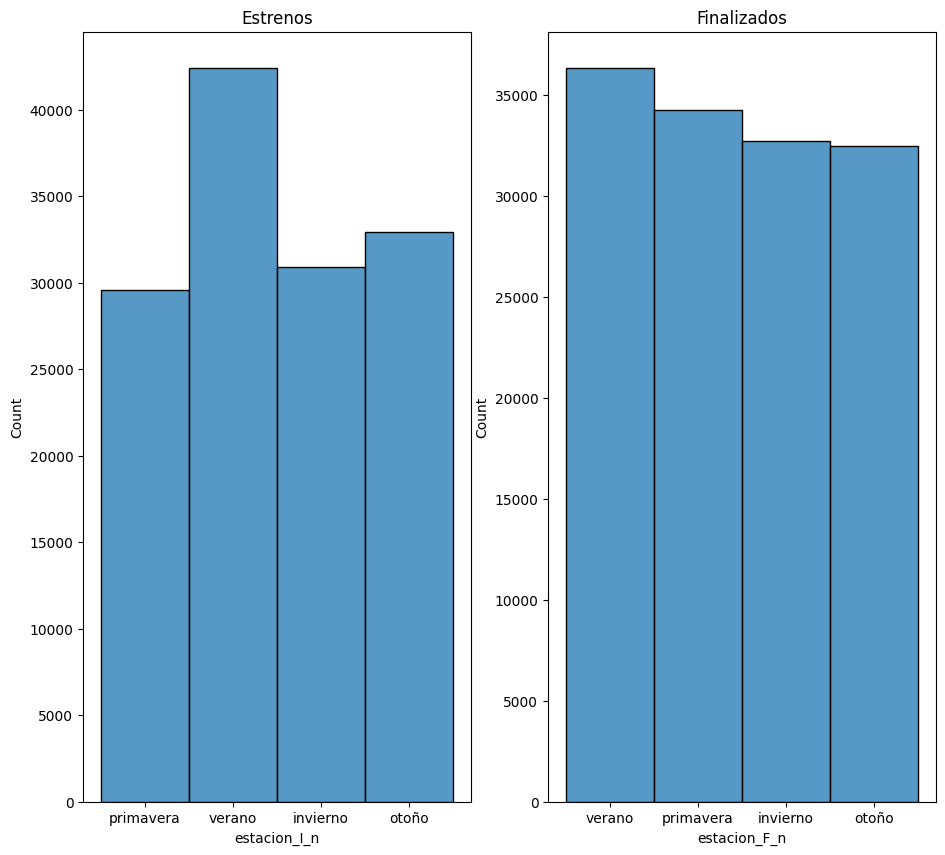 Estrenos
Count
40000
35000
30000
25000
20000
15000
10000
5000
0
primavera verano invierno otoño
estacion_I_n
Finalizados
Count
35000
30000
25000
20000
15000
10000
5000
0
verano primavera invierno otoño
estacion_F_n